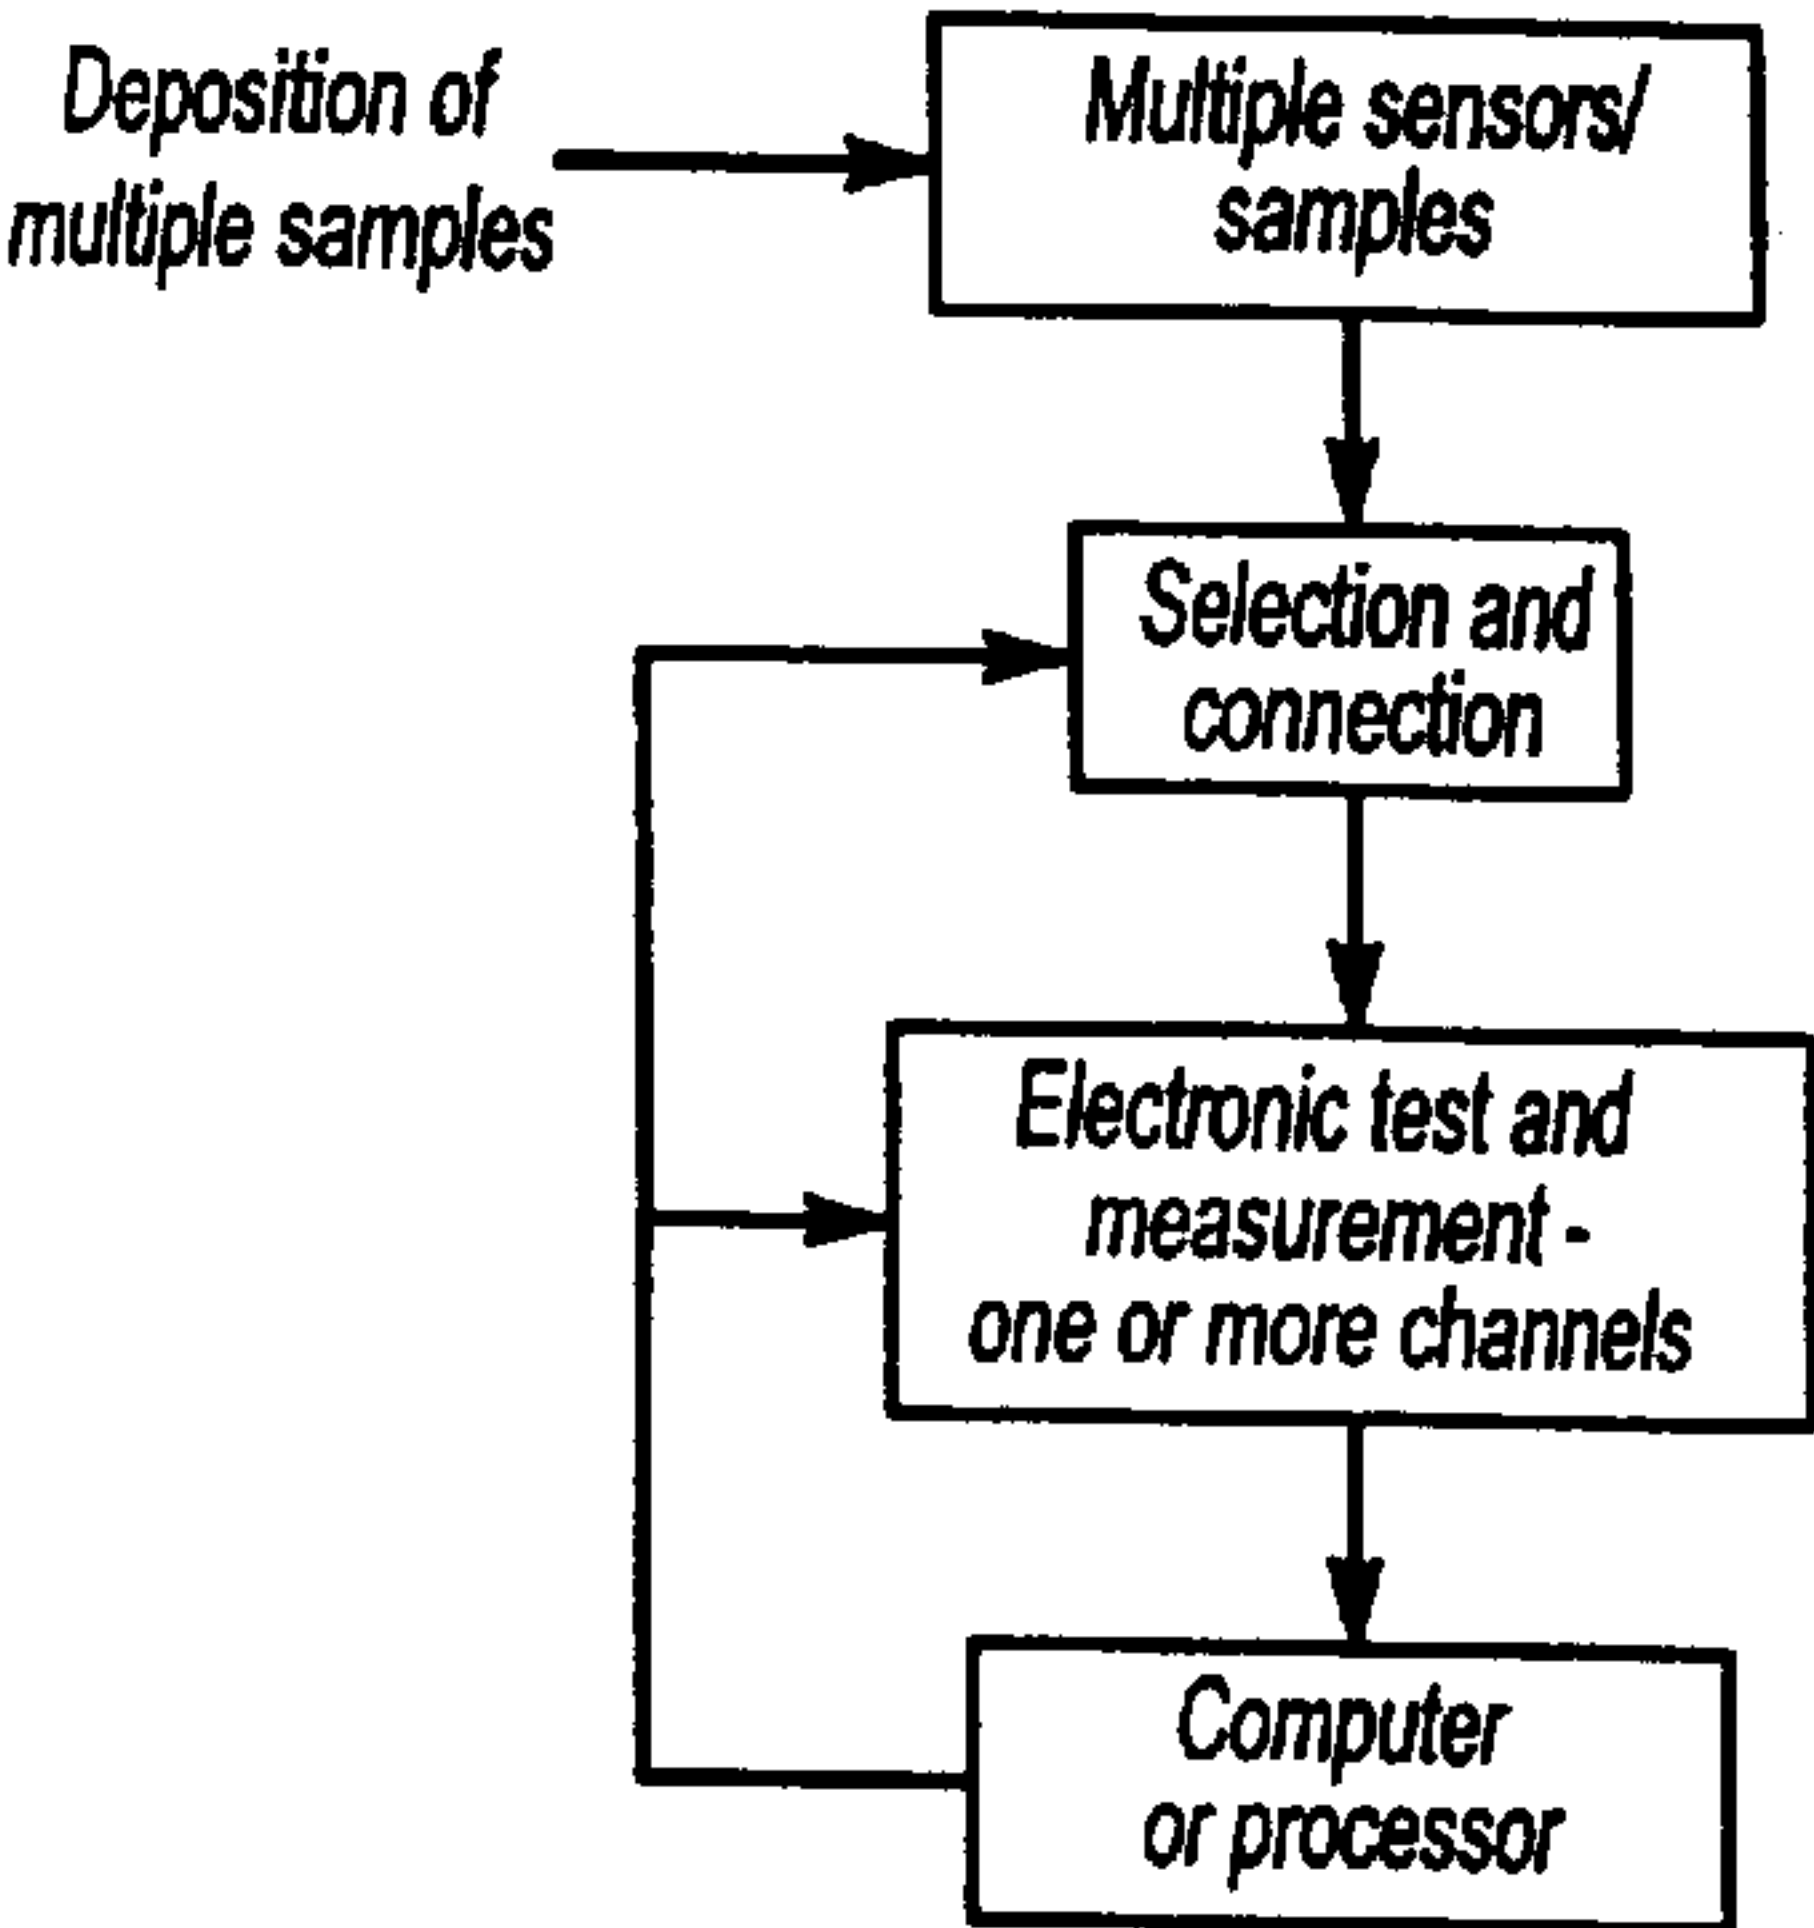 Deposition of
multiple samples
Multiple sensors/
samples
Selection and
connection
Electronic test and
measurement -
one or more channels
Computer
or processor